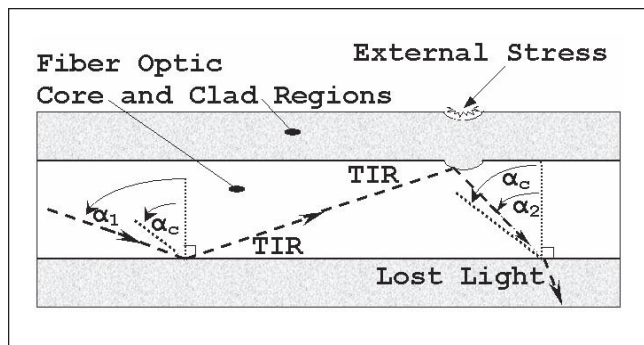 External Stress
Fiber Optic
Core and Clad Regions
TIR
α1
αc
TIR
αc
α2
Lost Light